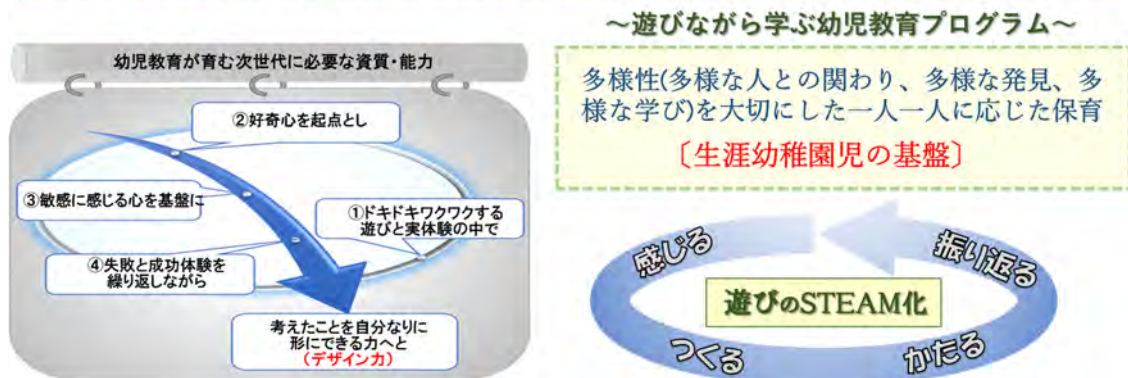 幼児教育が育む次世代に必要な資質・能力
②好奇心を起点とし
③敏感に感じる心を基盤に
①ドキドキワクワクする
遊びと実体験の中で
④失敗と成功体験を
繰り返しながら
考えたことを自分なりに
形にできる力へと
(デザイン力)
～遊びながら学ぶ幼児教育プログラム～
多様性(多様な人との関わり、多様な発見、多
様な学び)を大切にした一人一人に応じた保育
〔生涯幼稚園児の基盤〕
感じる
振り返る
遊びのSTEAM化
つくる
かたる